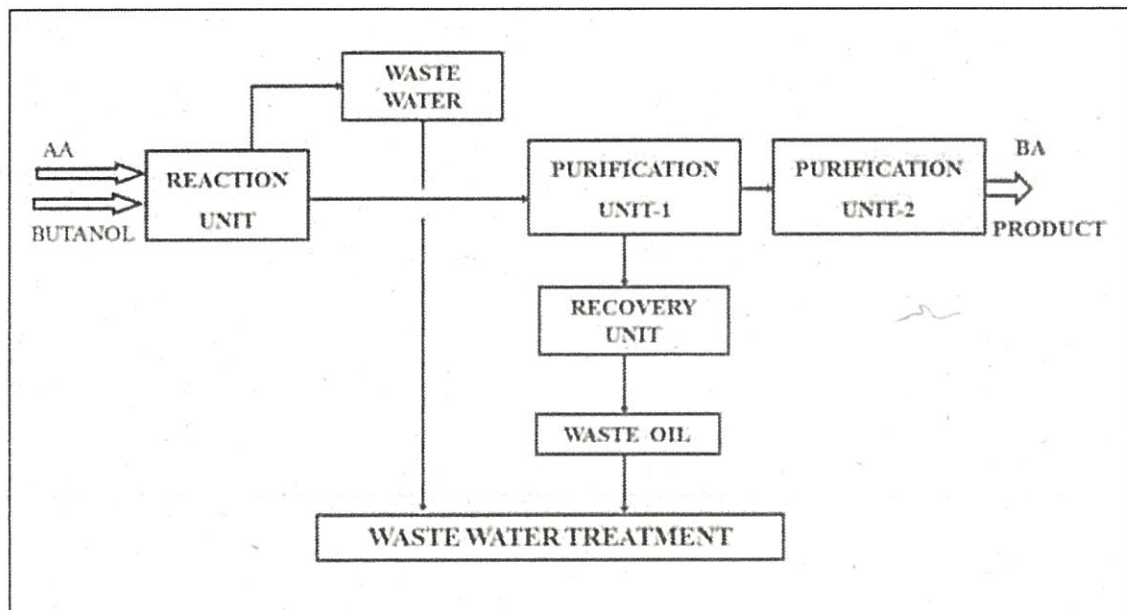 WASTE
WATER
AA
REACTION
UNIT
BUTANOL
PURIFICATION
UNIT-1
PURIFICATION
UNIT-2
BA
PRODUCT
RECOVERY
UNIT
WASTE OIL
WASTE WATER TREATMENT